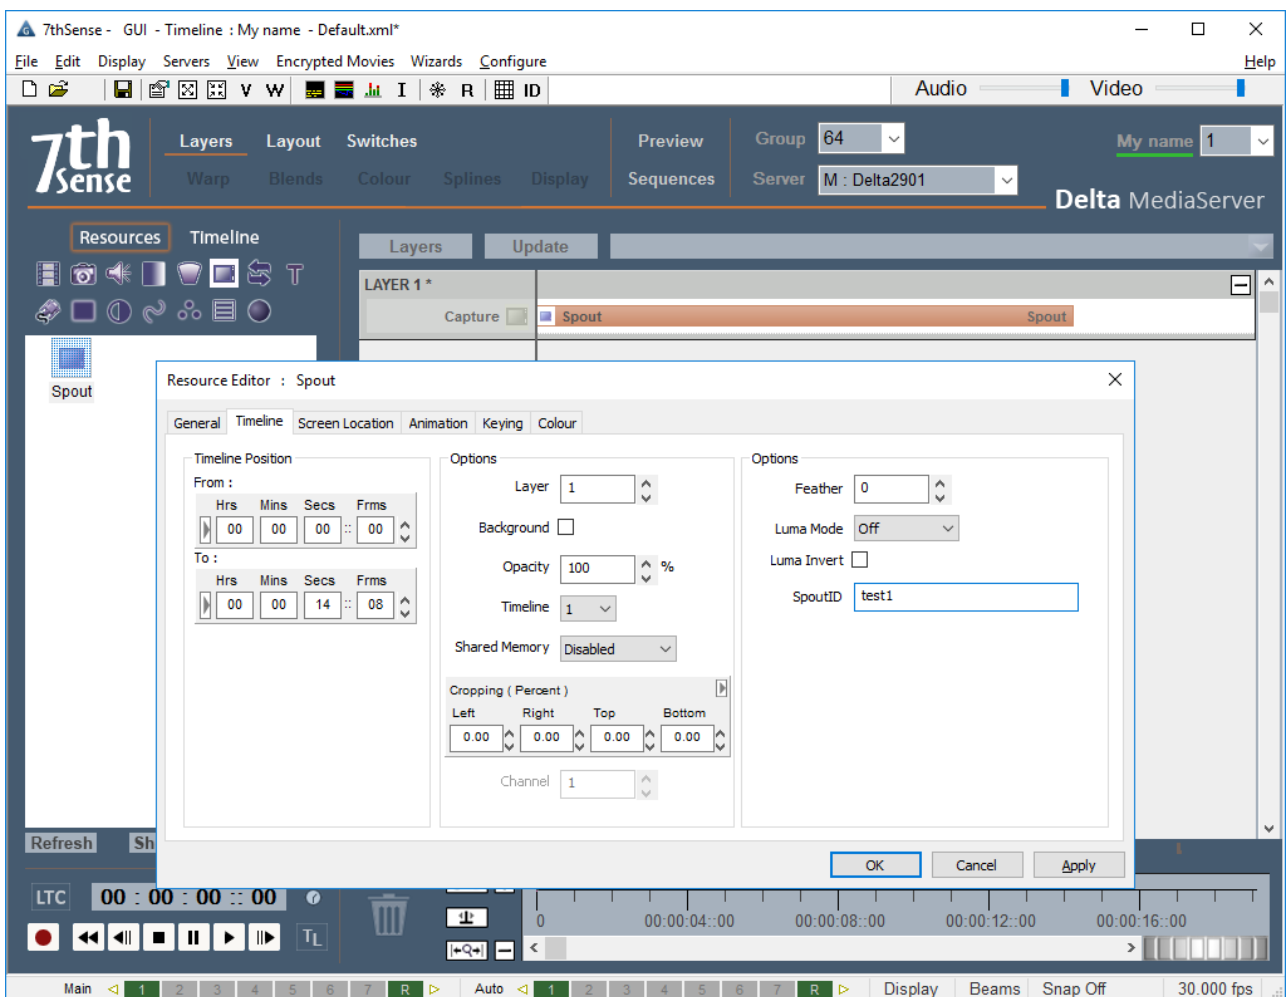 7thSense - GUI - Timeline : My name - Default.xml*
File Edit Display Servers View Encrypted Movies Wizards Configure Help
V W I R ID Audio Video
7th Sense
Layers Layout Switches Preview Group 64 My name 1
Warp Blends Colour Splines Display Sequences Server M : Delta2901
Delta MediaServer
Resources Timeline Layers Update
T
LAYER 1 *
Capture Spout Spout
Spout
Resource Editor : Spout
General Timeline Screen Location Animation Keying Colour
Timeline Position
From :
Hrs Mins Secs Frms
00 00 00 :: 00
To :
Hrs Mins Secs Frms
00 00 14 :: 08
Options
Layer 1
Background
Opacity 100 %
Timeline 1
Shared Memory Disabled
Cropping ( Percent )
Left Right Top Bottom
0.00 0.00 0.00 0.00
Channel 1
Options
Feather 0
Luma Mode Off
Luma Invert
SpoutID test1
OK Cancel Apply
Refresh Sh
LTC 00 : 00 : 00 :: 00
TL
0 00:00:04::00 00:00:08::00 00:00:12::00 00:00:16::00
Main 1 2 3 4 5 6 7 R Auto 1 2 3 4 5 6 7 R Display Beams Snap Off 30.000 fps